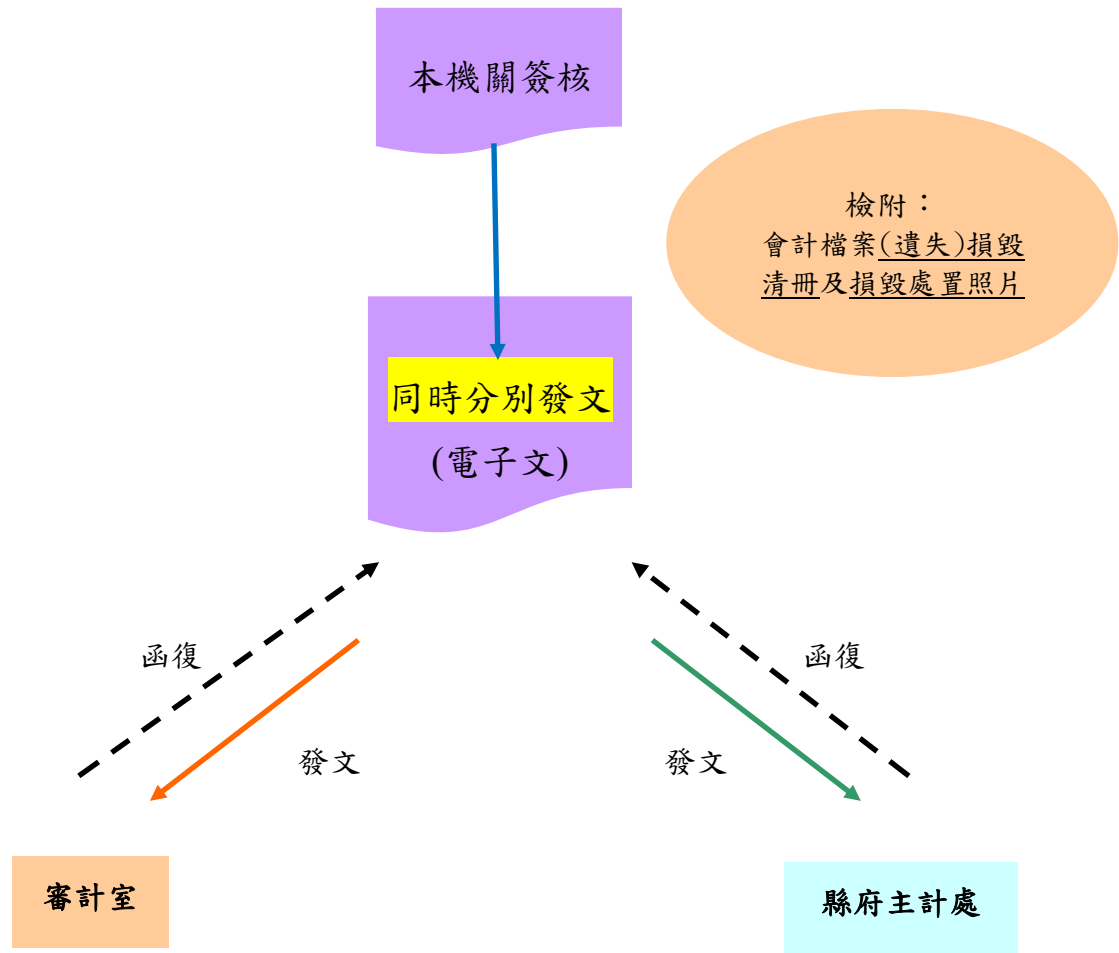 本機關簽核
檢附：
會計檔案(遺失)損毀
清冊及損毀處置照片
同時分別發文
(電子文)
函復
函復
發文
發文
審計室
縣府主計處